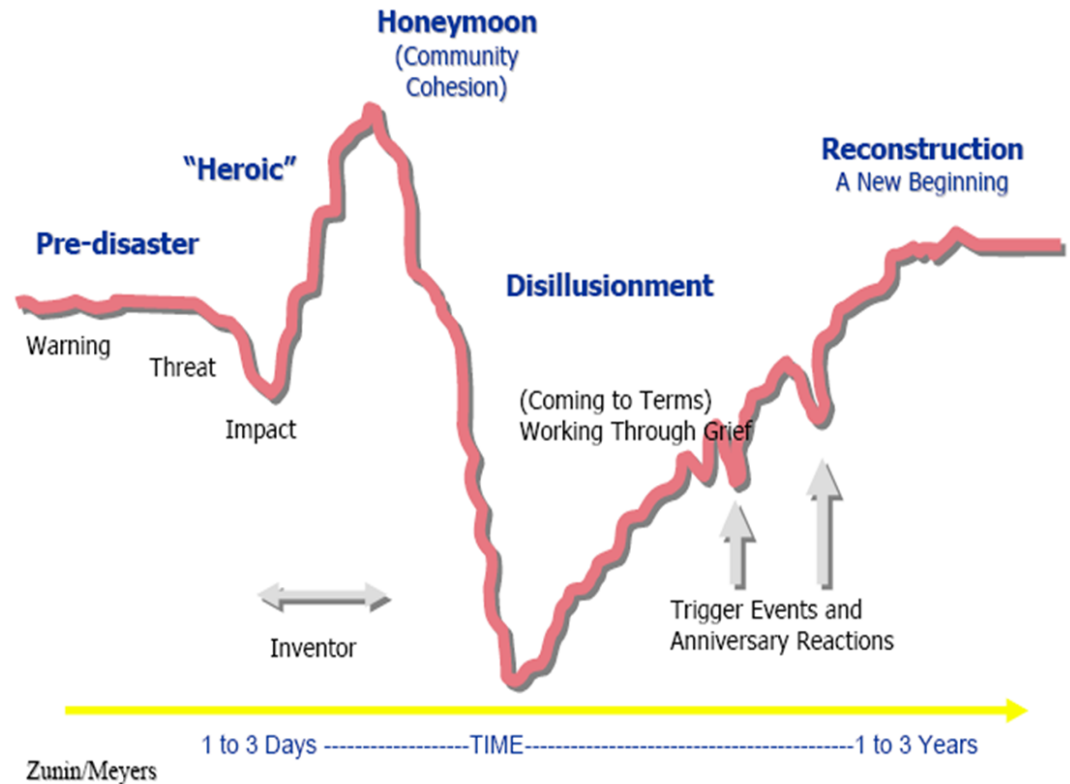 Honeymoon
(Community
Cohesion)
"Heroic"
Reconstruction
A New Beginning
Pre-disaster
Disillusionment
Warning
Threat
Impact
(Coming to Terms)
Working Through Grief
Inventor
Trigger Events and
Anniversary Reactions
1 to 3 Days -------------------TIME-------------------------------------------1 to 3 Years
Zunin/Meyers